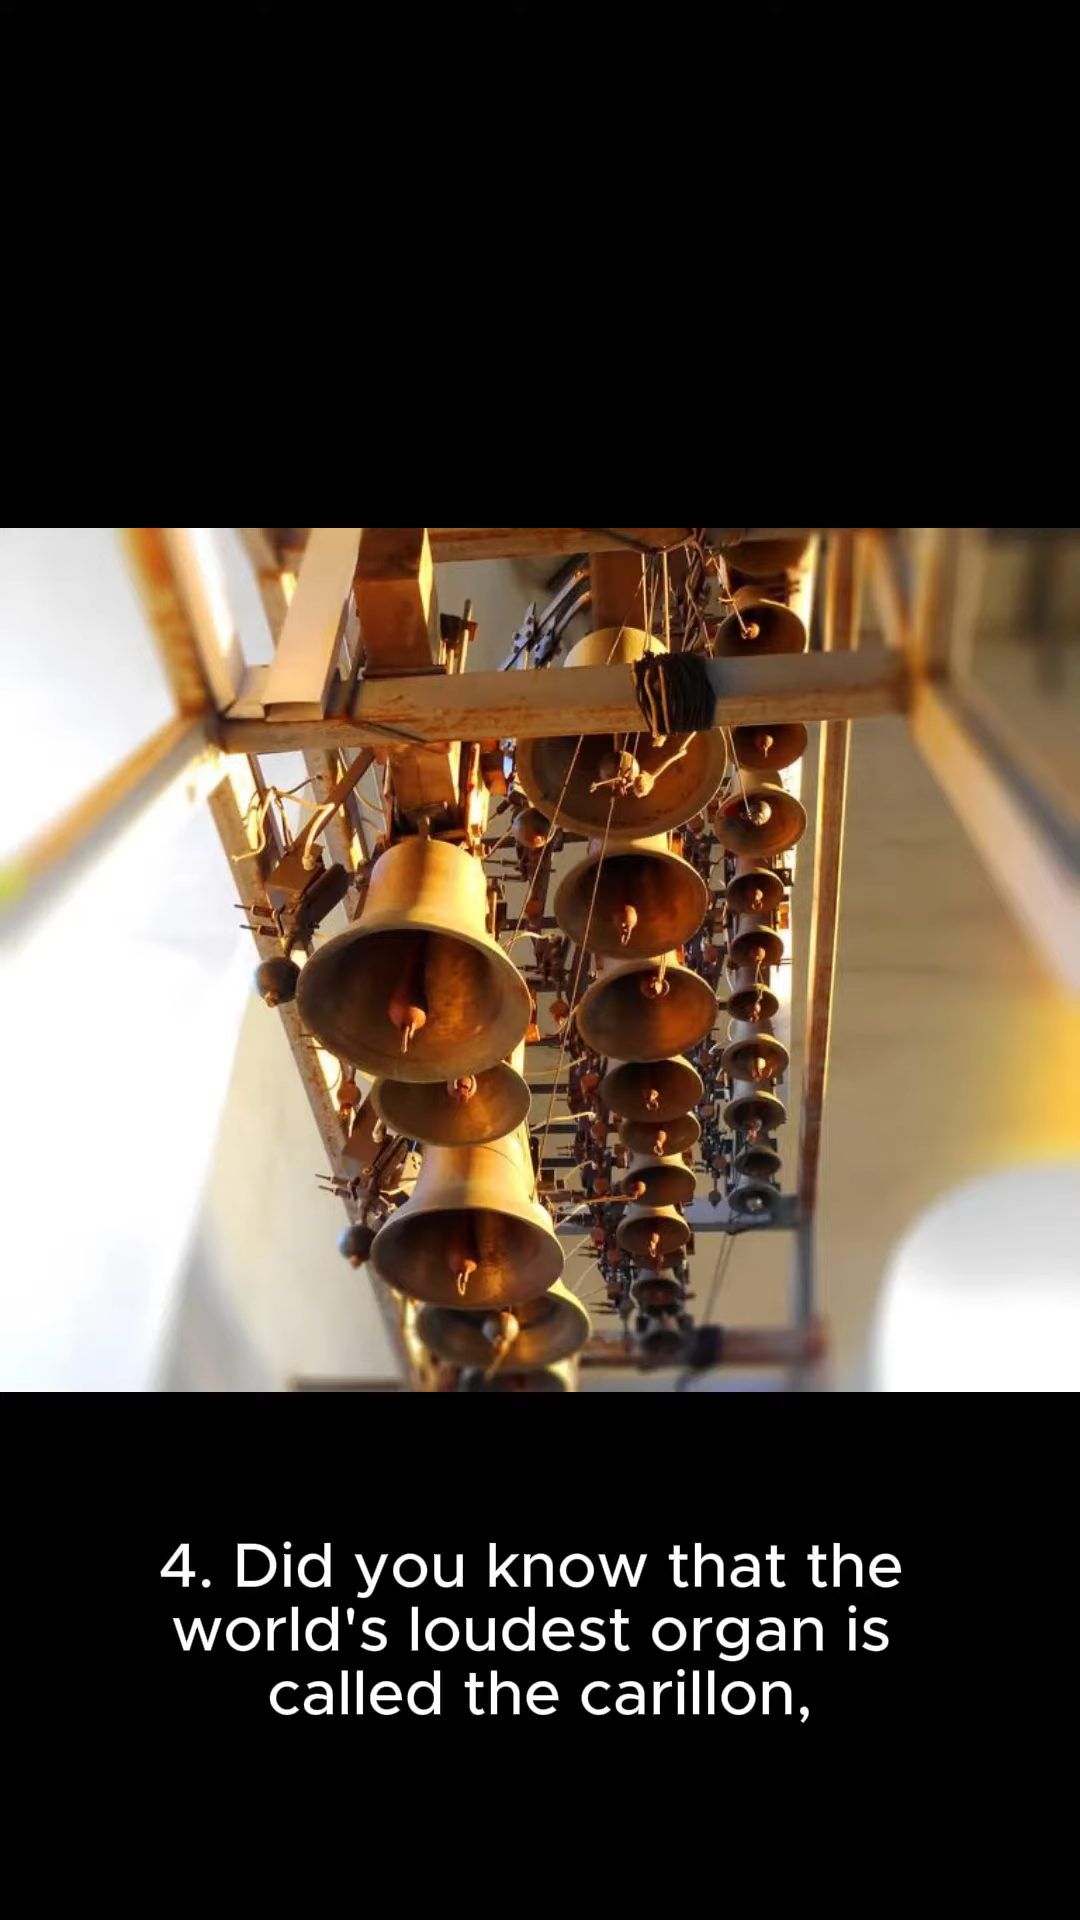 4. Did you know that the
world's loudest organ is
called the carillon,